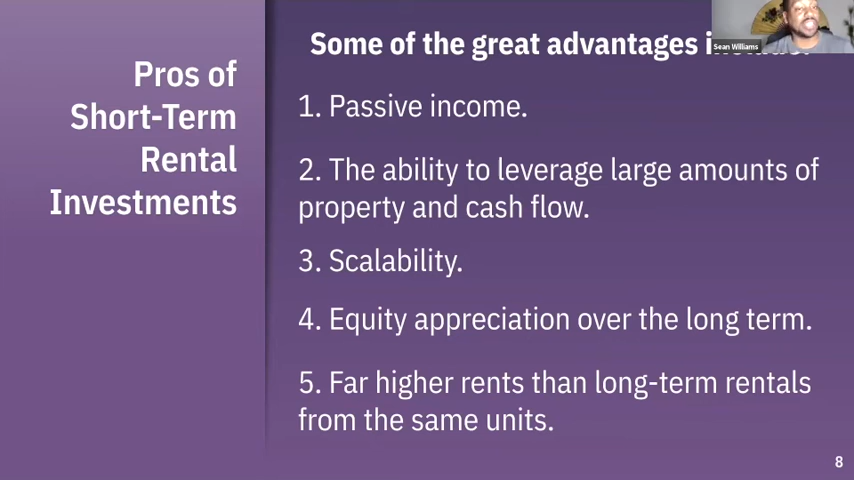 Pros of
Short-Term
Rental
Investments
Some of the great advantages
Sean Williams
1. Passive income.
2. The ability to leverage large amounts of
property and cash flow.
3. Scalability.
4. Equity appreciation over the long term.
5. Far higher rents than long-term rentals
from the same units.
8